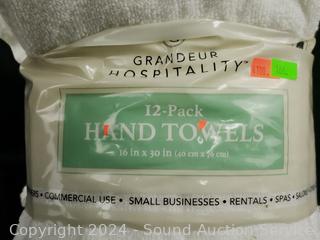 GRANDEUR
HOSPITALITY™
12-Pack
HAND TOWELS
16 in x 30 in (40 cm x 76 cm)
• COMMERCIAL USE • SMALL BUSINESSES • RENTALS • SPAS •
Copyright 2024 - Sound Auction Service